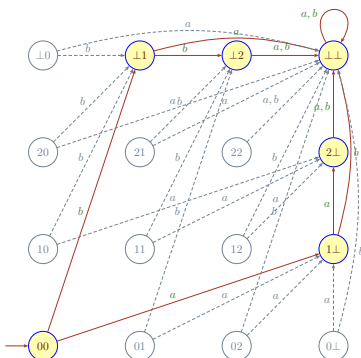 a, b
a
a
⊥0 b ⊥1 b ⊥2 a, b ⊥⊥
b a b a a, b a, b
20 21 22 2⊥ b
b b b
a a a a
b b b
10 11 12 1⊥ b
a a a a
00 01 02 0⊥